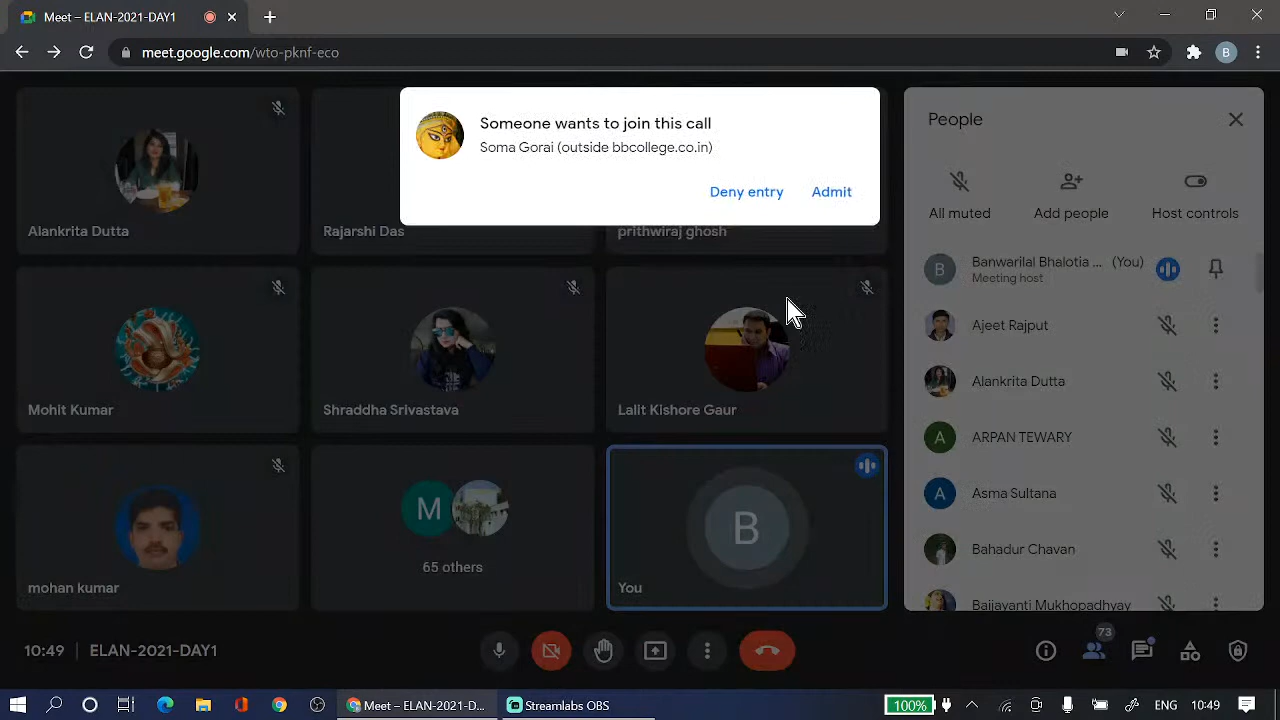 Meet – ELAN-2021-DAY1
meet.google.com/wto-pknf-eco
B
Someone wants to join this call
Soma Gorai (outside bbcollege.co.in)
Deny entry
Admit
Alankrita Dutta
Rajarshi Das
prithwiraj ghosh
Mohit Kumar
Shraddha Srivastava
Lalit Kishore Gaur
mohan kumar
M
65 others
B
You
People
All muted
Add people
Host controls
B
Banwarilal Bhalotia ... (You)
Meeting host
Ajeet Rajput
Alankrita Dutta
A
ARPAN TEWARY
A
Asma Sultana
Bahadur Chavan
Baijayanti Mukhopadhyay
10:49 | ELAN-2021-DAY1
73
Meet – ELAN-2021-D...
Streamlabs OBS
100%
ENG
10:49